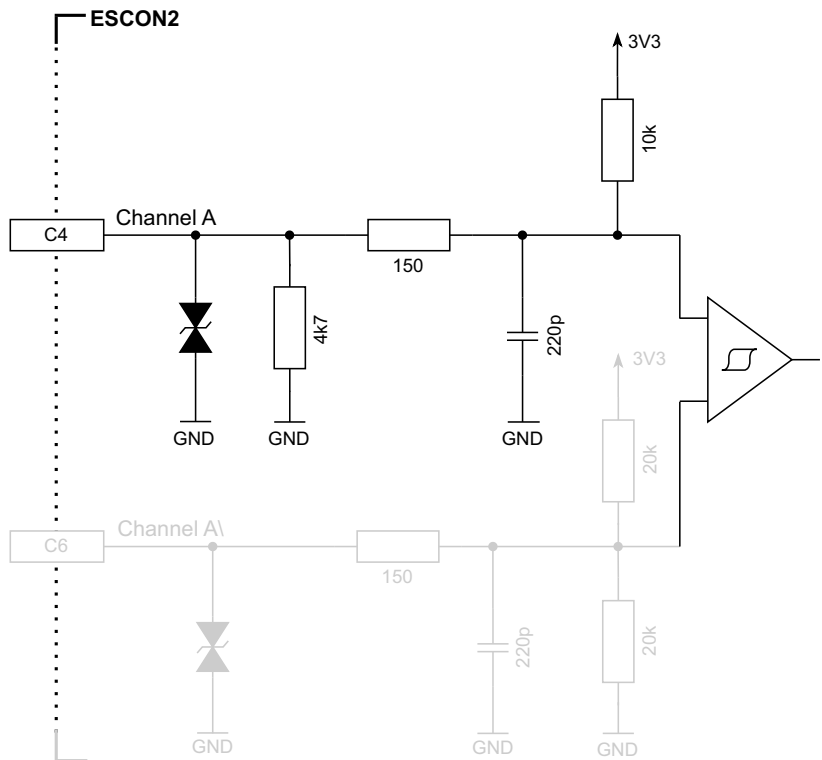 ESCON2
3V3
10k
Channel A
C4
150
4k7
220p
GND
GND
GND
3V3
20k
Channel A\
C6
150
220p
20k
GND
GND
GND